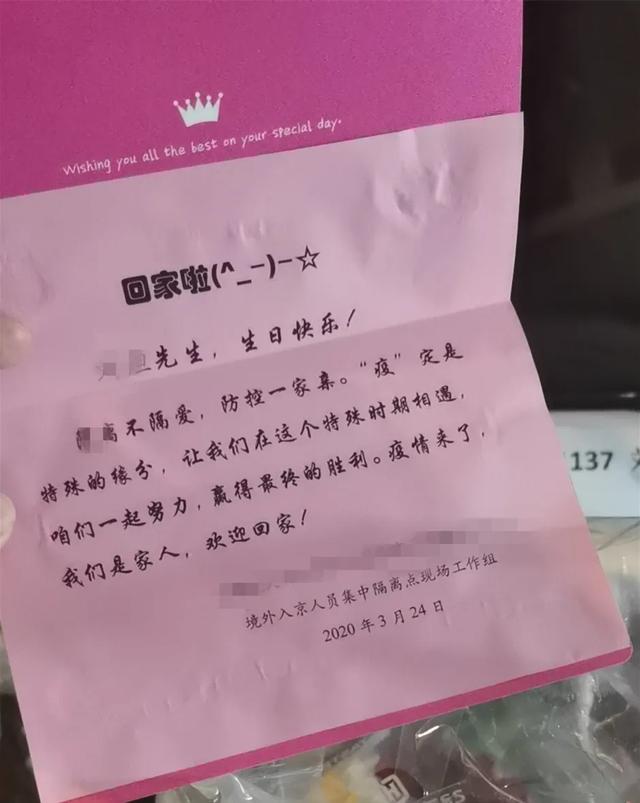 Wishing you all the best on your special day.
回家啦(^_-)-☆
先生，生日快乐！
离不隔爱，防控一家亲。“疫”定是
特殊的缘分，让我们在这个特殊时期相遇，
咱们一起努力，赢得最终的胜利。疫情来了，
我们是家人，欢迎回家！
境外入京人员集中隔离点现场工作组
2020年3月24日
137